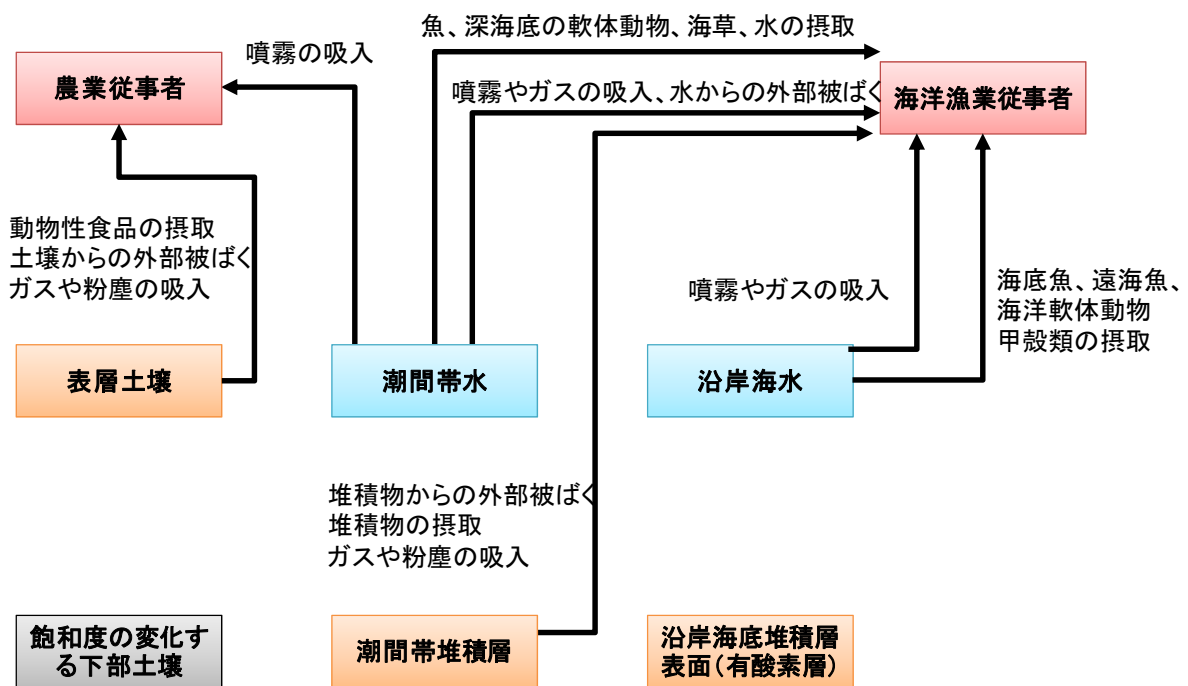 魚、深海底の軟体動物、海草、水の摂取
噴霧の吸入
農業従事者
噴霧やガスの吸入、水からの外部被ばく
海洋漁業従事者
動物性食品の摂取
土壌からの外部被ばく
ガスや粉塵の吸入
噴霧やガスの吸入
海底魚、遠海魚、
海洋軟体動物
甲殻類の摂取
表層土壌
潮間帯水
沿岸海水
堆積物からの外部被ばく
堆積物の摂取
ガスや粉塵の吸入
飽和度の変化す
る下部土壌
潮間帯堆積層
沿岸海底堆積層
表面（有酸素層）